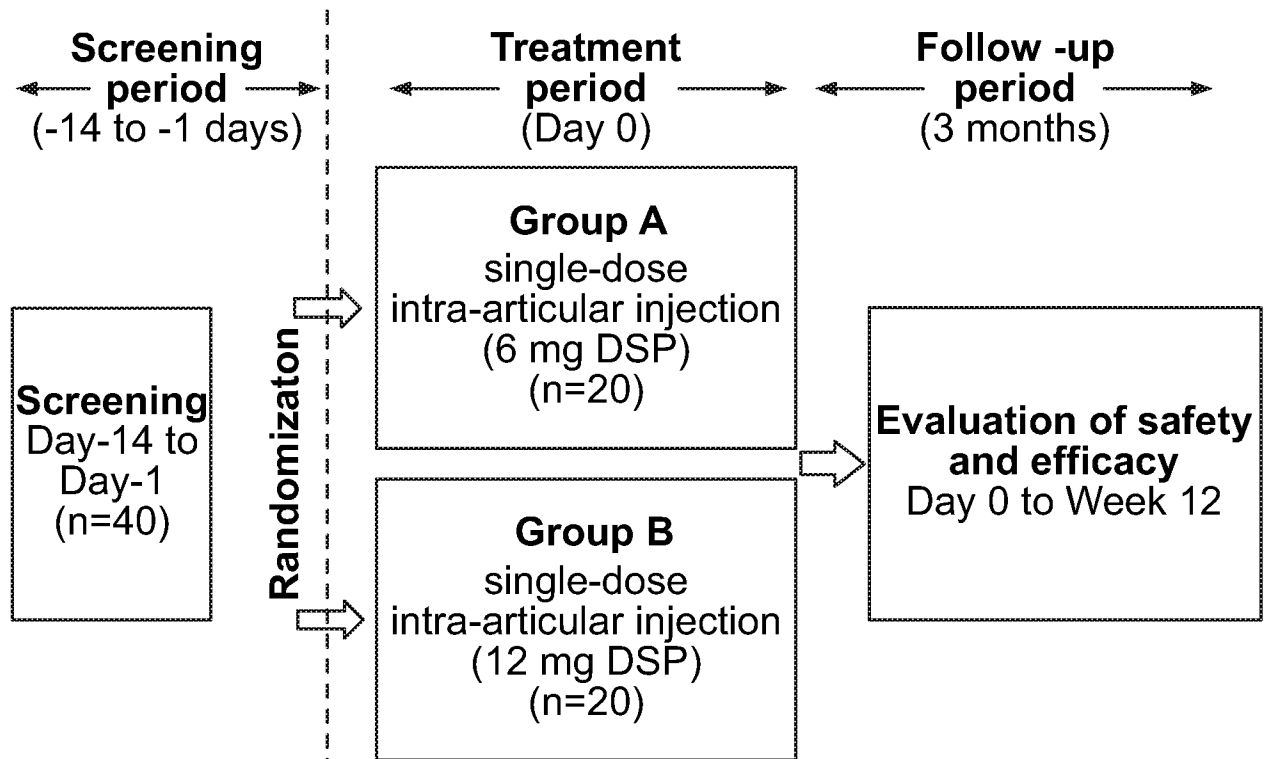 Screening
period
(-14 to -1 days)
Treatment
period
(Day 0)
Follow -up
period
(3 months)
Screening
Day-14 to
Day-1
(n=40)
Randomizaton
Group A
single-dose
intra-articular injection
(6 mg DSP)
(n=20)
Group B
single-dose
intra-articular injection
(12 mg DSP)
(n=20)
Evaluation of safety
and efficacy
Day 0 to Week 12